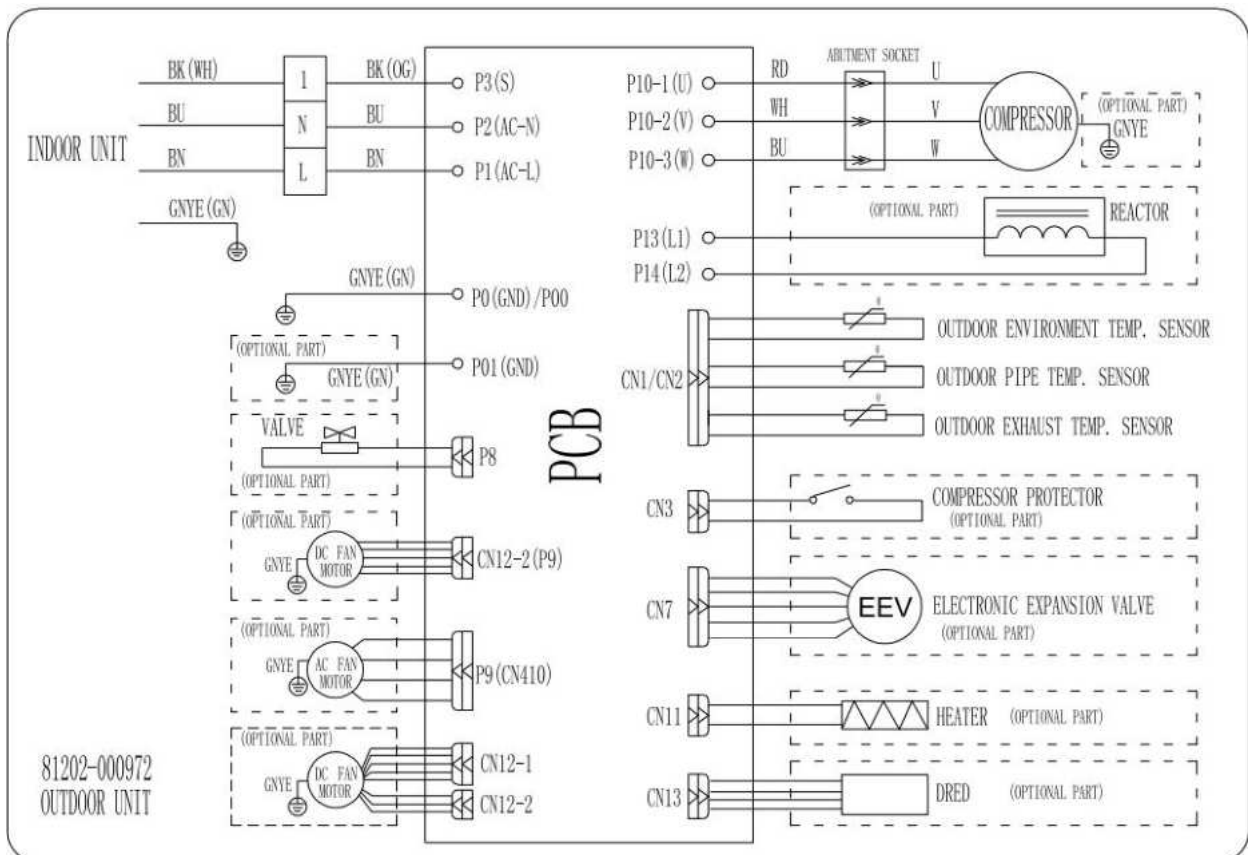 INDOOR UNIT
BK(WH)
1
BK(OG)
P3(S)
BU
N
BU
P2(AC-N)
BN
L
BN
P1(AC-L)
GNYE(GN)
GNYE(GN)
P0(GND)/P00
(OPTIONAL PART)
GNYE(GN)
P01(GND)
VALVE
P8
(OPTIONAL PART)
(OPTIONAL PART)
GNYE
DC FAN
MOTOR
CN12-2(P9)
(OPTIONAL PART)
GNYE
AC FAN
MOTOR
P9(CN410)
(OPTIONAL PART)
GNYE
DC FAN
MOTOR
CN12-1
CN12-2
81202-000972
OUTDOOR UNIT
PCB
ABUTMENT SOCKET
P10-1(U)
RD
U
P10-2(V)
WH
V
P10-3(W)
BU
W
COMPRESSOR
(OPTIONAL PART)
GNYE
(OPTIONAL PART)
REACTOR
P13(L1)
P14(L2)
CN1/CN2
θ
OUTDOOR ENVIRONMENT TEMP. SENSOR
θ
OUTDOOR PIPE TEMP. SENSOR
θ
OUTDOOR EXHAUST TEMP. SENSOR
CN3
COMPRESSOR PROTECTOR
(OPTIONAL PART)
CN7
EEV
ELECTRONIC EXPANSION VALVE
(OPTIONAL PART)
CN11
HEATER (OPTIONAL PART)
CN13
DRED (OPTIONAL PART)